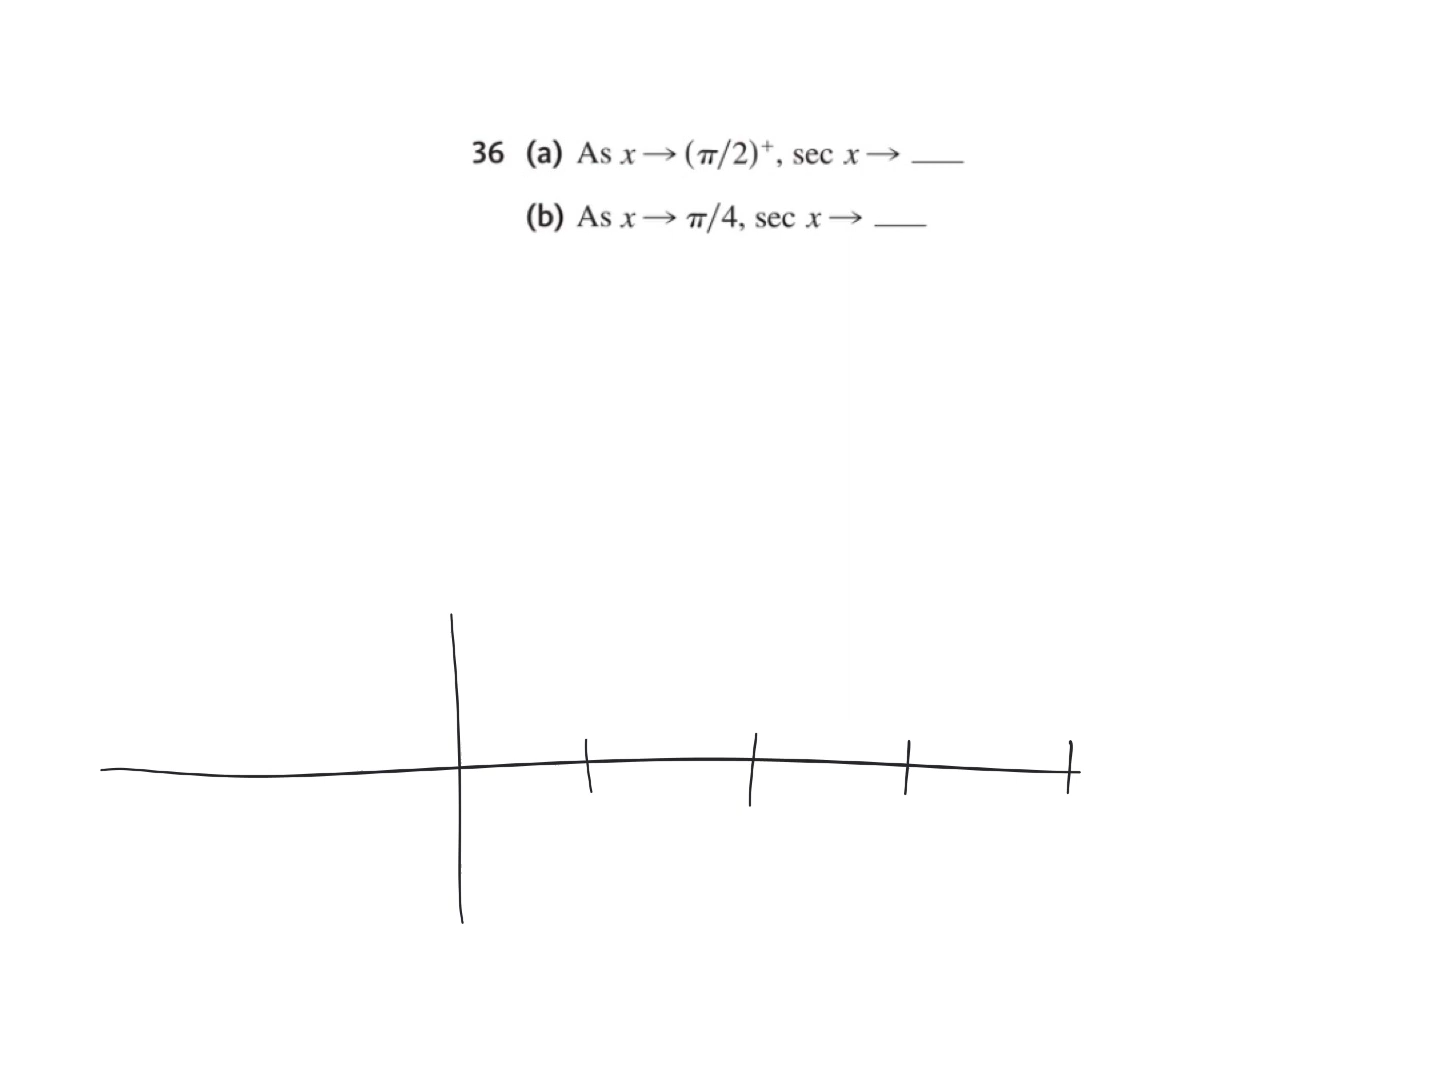 36 (a) As x → (π/2)⁺, sec x → ___
(b) As x → π/4, sec x → ___